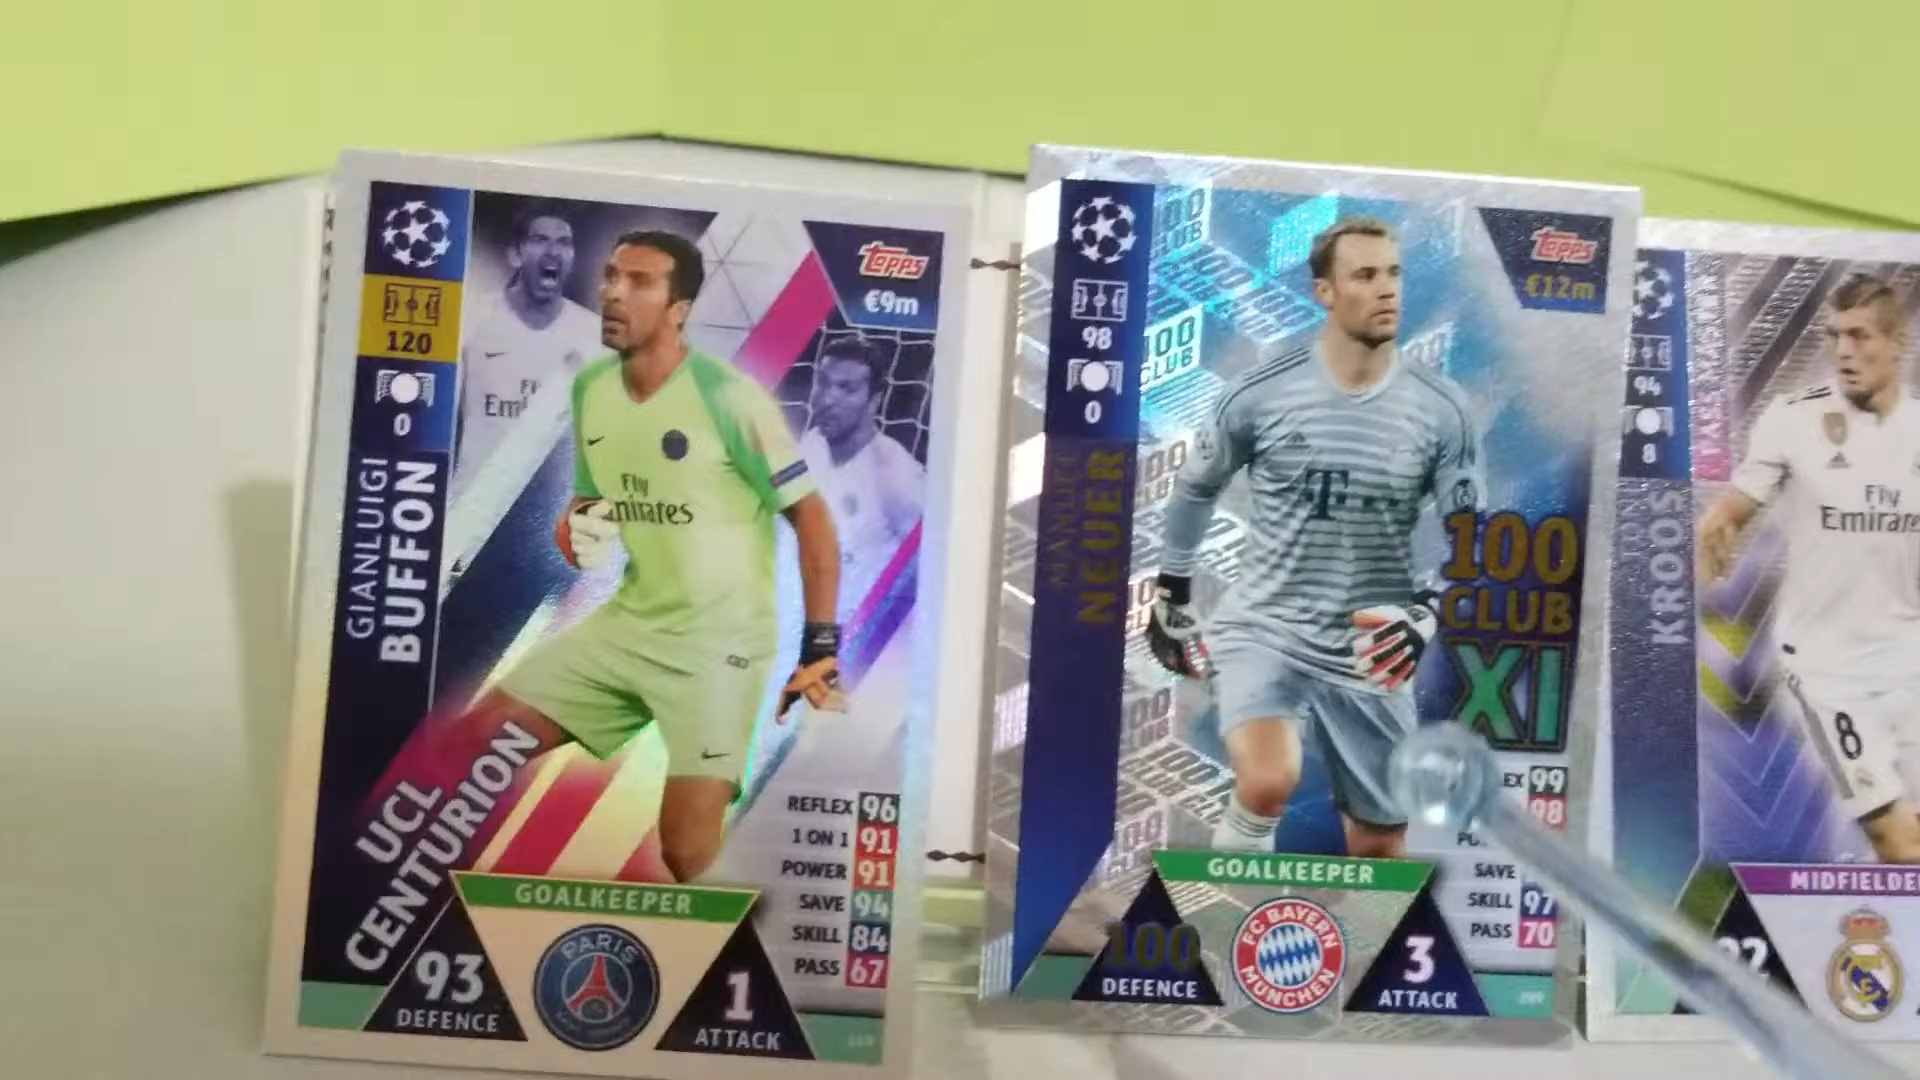 120
0
GIANLUIGI
BUFFON
Topps
€9m
Fly
Emirates
UCL
CENTURION
REFLEX 96
1 ON 1 91
POWER 91
SAVE 94
SKILL 84
PASS 67
GOALKEEPER
PARIS
93
DEFENCE
1
ATTACK
98
0
MANUEL
NEUER
Topps
€12m
100
CLUB
T
100
CLUB
XI
EX 99
98
SAVE
SKILL 97
PASS 70
GOALKEEPER
FC BAYERN
MÜNCHEN
100
DEFENCE
3
ATTACK
94
8
TONI
KROOS
Fly
Emirates
8
MIDFIELDE